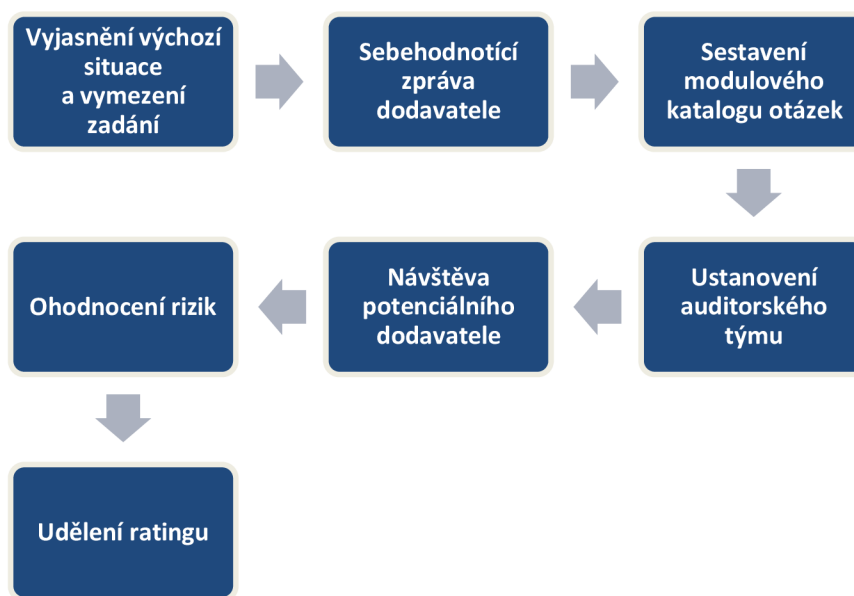 Vyjasnění výchozí
situace
a vymezení
zadání
Sebehodnotící
zpráva
dodavatele
Sestavení
modulového
katalogu otázek
Ustanovení
auditorského
týmu
Návštěva
potenciálního
dodavatele
Ohodnocení rizik
Udělení ratingu